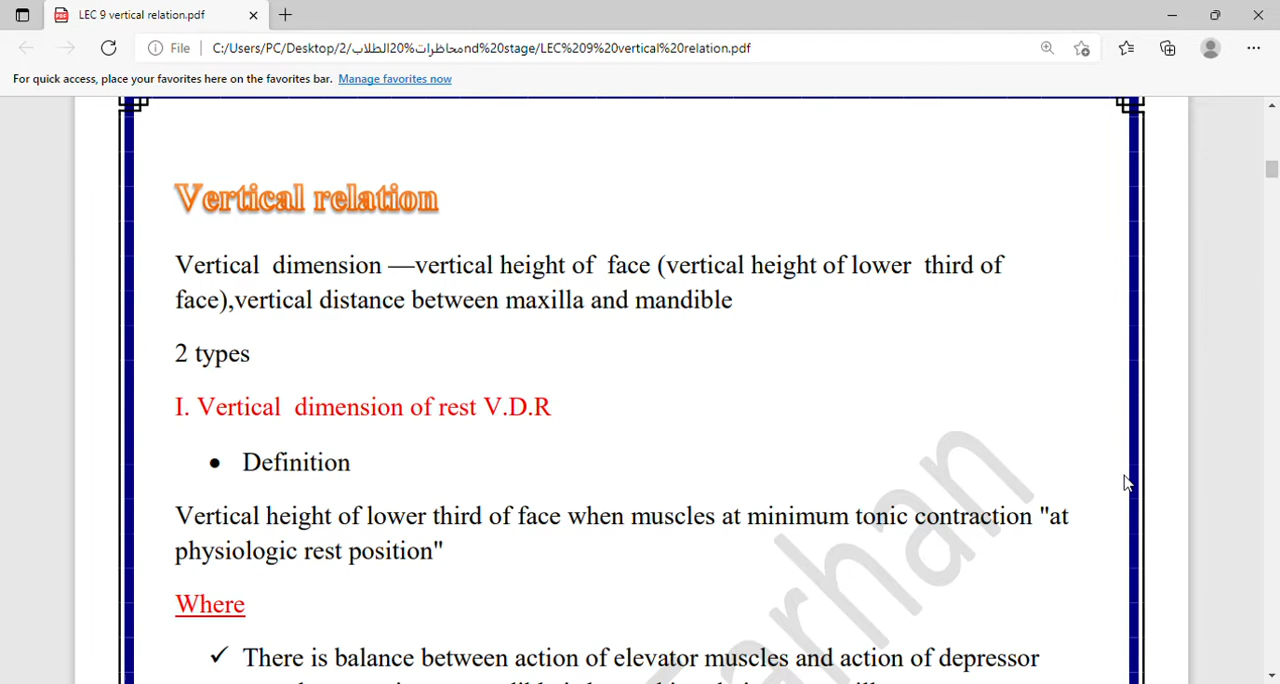 LEC 9 vertical relation.pdf
File
C:/Users/PC/Desktop/2/محاظرات%20الطلاب/nd%20stage/LEC%209%20vertical%20relation.pdf
For quick access, place your favorites here on the favorites bar. Manage favorites now
Vertical relation
Vertical dimension —vertical height of face (vertical height of lower third of
face),vertical distance between maxilla and mandible
2 types
I. Vertical dimension of rest V.D.R
• Definition
Vertical height of lower third of face when muscles at minimum tonic contraction "at
physiologic rest position"
Where
✓ There is balance between action of elevator muscles and action of depressor